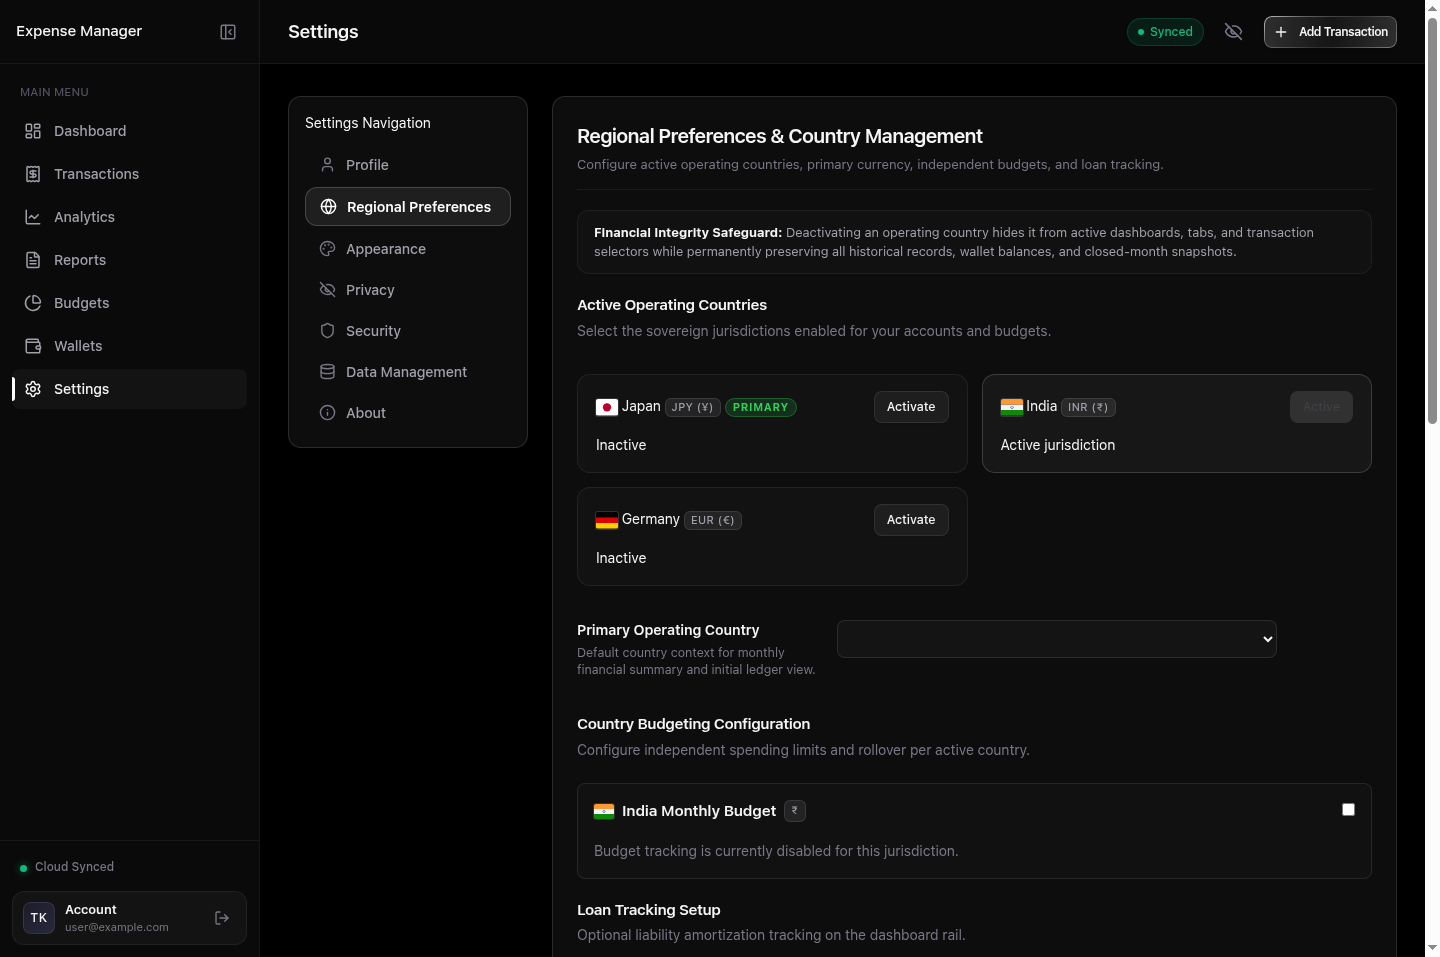 Expense Manager
MAIN MENU
Dashboard
Transactions
Analytics
Reports
Budgets
Wallets
Settings
Cloud Synced
TK
Account
user@example.com
Settings
Synced
Add Transaction
Settings Navigation
Profile
Regional Preferences
Appearance
Privacy
Security
Data Management
About
Regional Preferences & Country Management
Configure active operating countries, primary currency, independent budgets, and loan tracking.
Financial Integrity Safeguard: Deactivating an operating country hides it from active dashboards, tabs, and transaction
selectors while permanently preserving all historical records, wallet balances, and closed-month snapshots.
Active Operating Countries
Select the sovereign jurisdictions enabled for your accounts and budgets.
Japan JPY (¥) PRIMARY Activate
Inactive
India INR (₹) Active
Active jurisdiction
Germany EUR (€) Activate
Inactive
Primary Operating Country
Default country context for monthly
financial summary and initial ledger view.
Country Budgeting Configuration
Configure independent spending limits and rollover per active country.
India Monthly Budget ₹
Budget tracking is currently disabled for this jurisdiction.
Loan Tracking Setup
Optional liability amortization tracking on the dashboard rail.